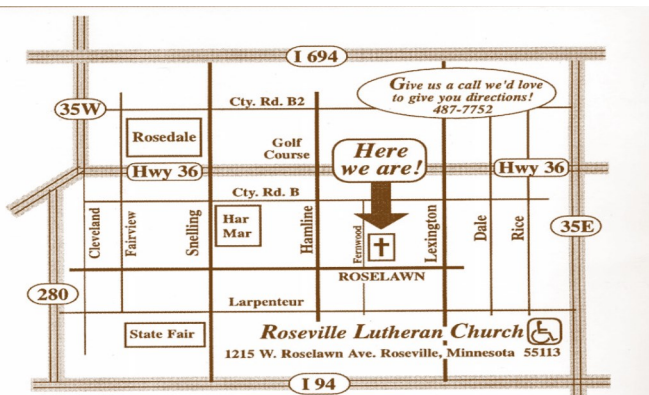 I 694
Give us a call we'd love
to give you directions!
487-7752
35W
Cty. Rd. B2
Rosedale
Golf
Course
Here
we are!
Hwy 36
Hwy 36
Cty. Rd. B
Cleveland
Fairview
Snelling
Har
Mar
Hamline
Fernwood
Lexington
Dale
Rice
35E
ROSELAWN
280
Larpenteur
State Fair
Roseville Lutheran Church
1215 W. Roselawn Ave. Roseville, Minnesota 55113
I 94